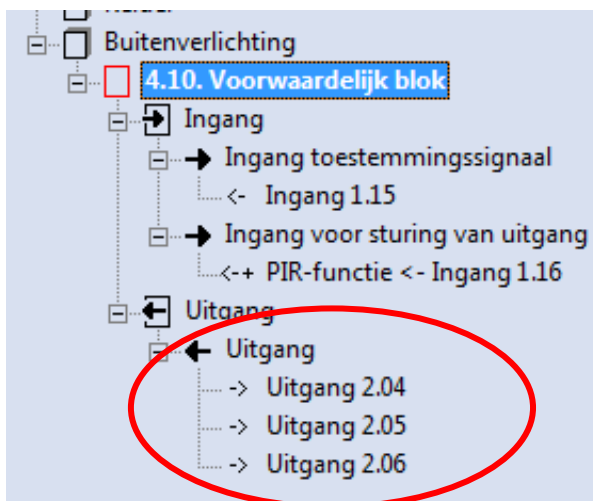 Buitenverlichting
4.10. Voorwaardelijk blok
Ingang
Ingang toestemmingssignaal
<- Ingang 1.15
Ingang voor sturing van uitgang
<-+ PIR-functie <- Ingang 1.16
Uitgang
Uitgang
-> Uitgang 2.04
-> Uitgang 2.05
-> Uitgang 2.06